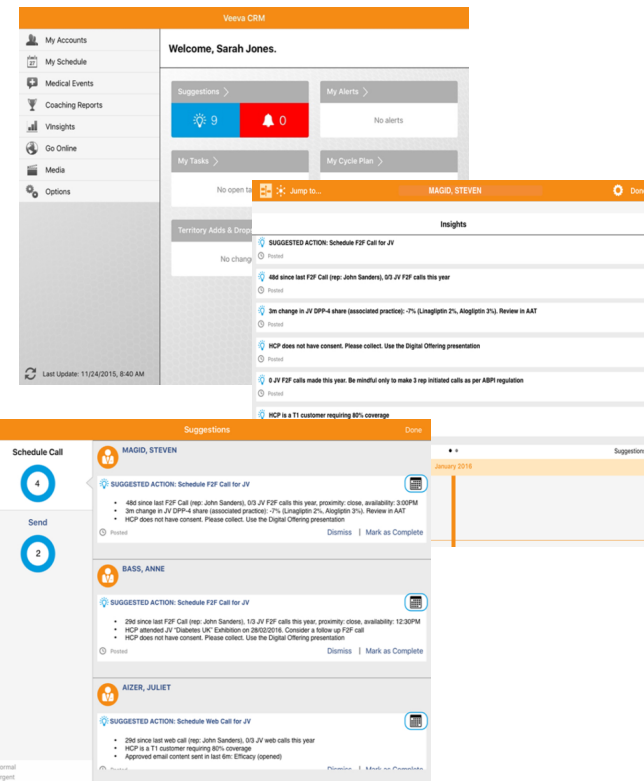 Veeva CRM
My Accounts
My Schedule
Medical Events
Coaching Reports
VInsights
Go Online
Media
Options
Last Update: 11/24/2015, 8:40 AM
Welcome, Sarah Jones.
Suggestions
9
0
My Alerts
No alerts
My Tasks
No open ta
My Cycle Plan
Territory Adds & Drops
No chang
Jump to...
MAGID, STEVEN
Done
Insights
SUGGESTED ACTION: Schedule F2F Call for JV
Posted
48d since last F2F Call (rep: John Sanders), 0/3 JV F2F calls this year
Posted
3m change in JV DPP-4 share (associated practice): -7% (Linagliptin 2%, Alogliptin 3%). Review in AAT
Posted
HCP does not have consent. Please collect. Use the Digital Offering presentation
Posted
0 JV F2F calls made this year. Be mindful only to make 3 rep initiated calls as per ABPI regulation
Posted
HCP is a T1 customer requiring 80% coverage
Suggestions
January 2016
Suggestions
Done
Schedule Call
4
Send
2
MAGID, STEVEN
SUGGESTED ACTION: Schedule F2F Call for JV
• 48d since last F2F Call (rep: John Sanders), 0/3 JV F2F calls this year, proximity: close, availability: 3:00PM
• 3m change in JV DPP-4 share (associated practice): -7% (Linagliptin 2%, Alogliptin 3%). Review in AAT
• HCP does not have consent. Please collect. Use the Digital Offering presentation
Posted
Dismiss | Mark as Complete
BASS, ANNE
SUGGESTED ACTION: Schedule F2F Call for JV
• 29d since last F2F Call (rep: John Sanders), 1/3 JV F2F calls this year, proximity: close, availability: 12:30PM
• HCP attended JV "Diabetes UK" Exhibition on 28/02/2016. Consider a follow up F2F call
• HCP does not have consent. Please collect. Use the Digital Offering presentation
Posted
Dismiss | Mark as Complete
AIZER, JULIET
SUGGESTED ACTION: Schedule Web Call for JV
• 29d since last web call (rep: John Sanders), 0/3 JV web calls this year
• HCP is a T1 customer requiring 80% coverage
• Approved email content sent in last 6m: Efficacy (opened)
Posted
Dismiss | Mark as Complete
ormal
rgent